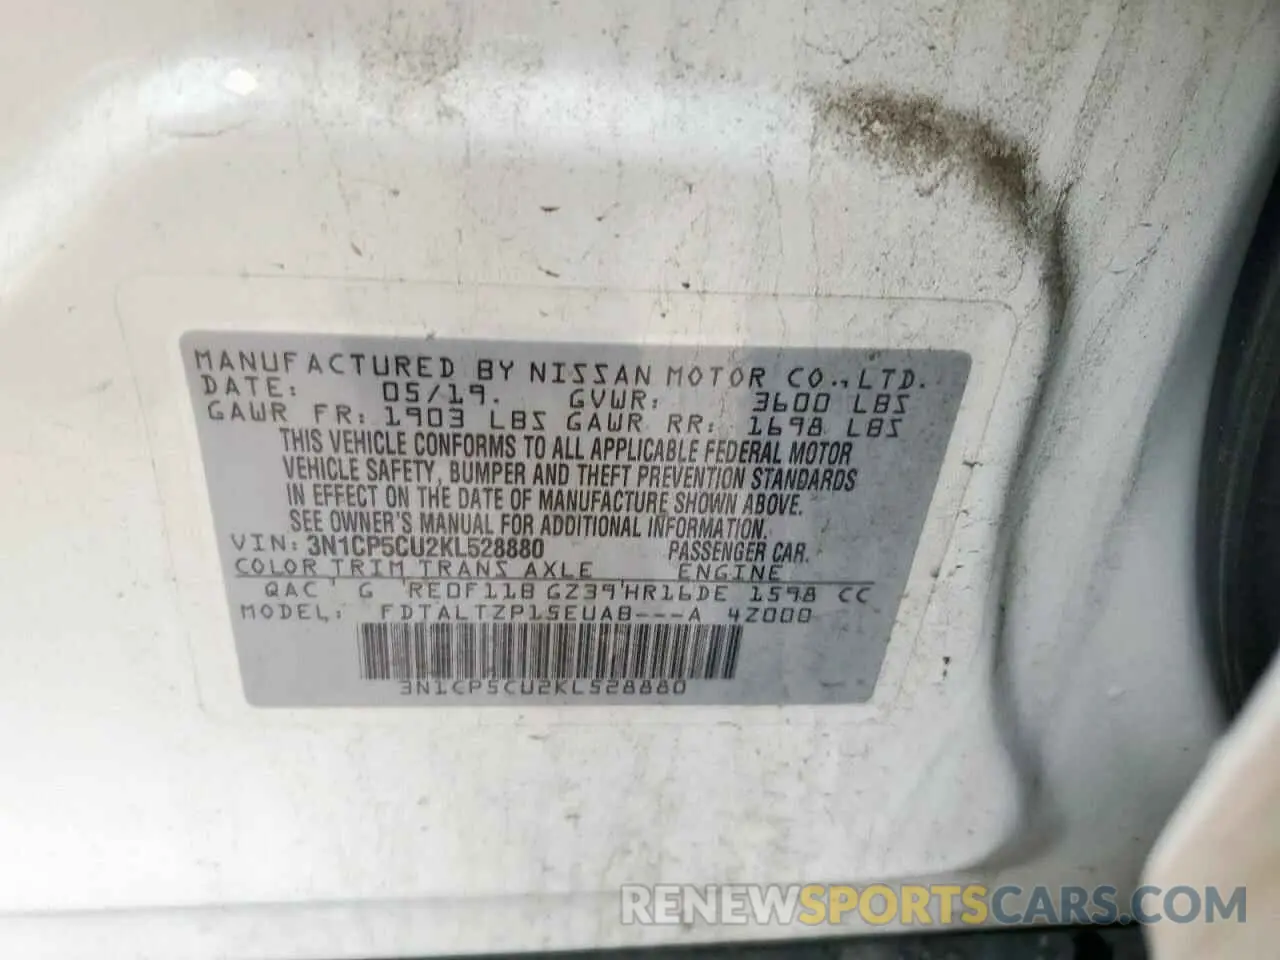 MANUFACTURED BY NISSAN MOTOR CO., LTD.
DATE: 05/19. GVWR: 3600 LBS
GAWR FR: 1903 LBS GAWR RR: 1698 LBS
THIS VEHICLE CONFORMS TO ALL APPLICABLE FEDERAL MOTOR
VEHICLE SAFETY, BUMPER AND THEFT PREVENTION STANDARDS
IN EFFECT ON THE DATE OF MANUFACTURE SHOWN ABOVE.
SEE OWNER'S MANUAL FOR ADDITIONAL INFORMATION.
VIN: 3N1CP5CU2KL528880 PASSENGER CAR.
COLOR TRIM TRANS AXLE ENGINE
QAC G RE0F11B GZ39 HR16DE 1598 CC
MODEL: FDTALTZP15EUAB---A 4Z000
3N1CP5CU2KL528880
RENEWSPORTSCARS.COM